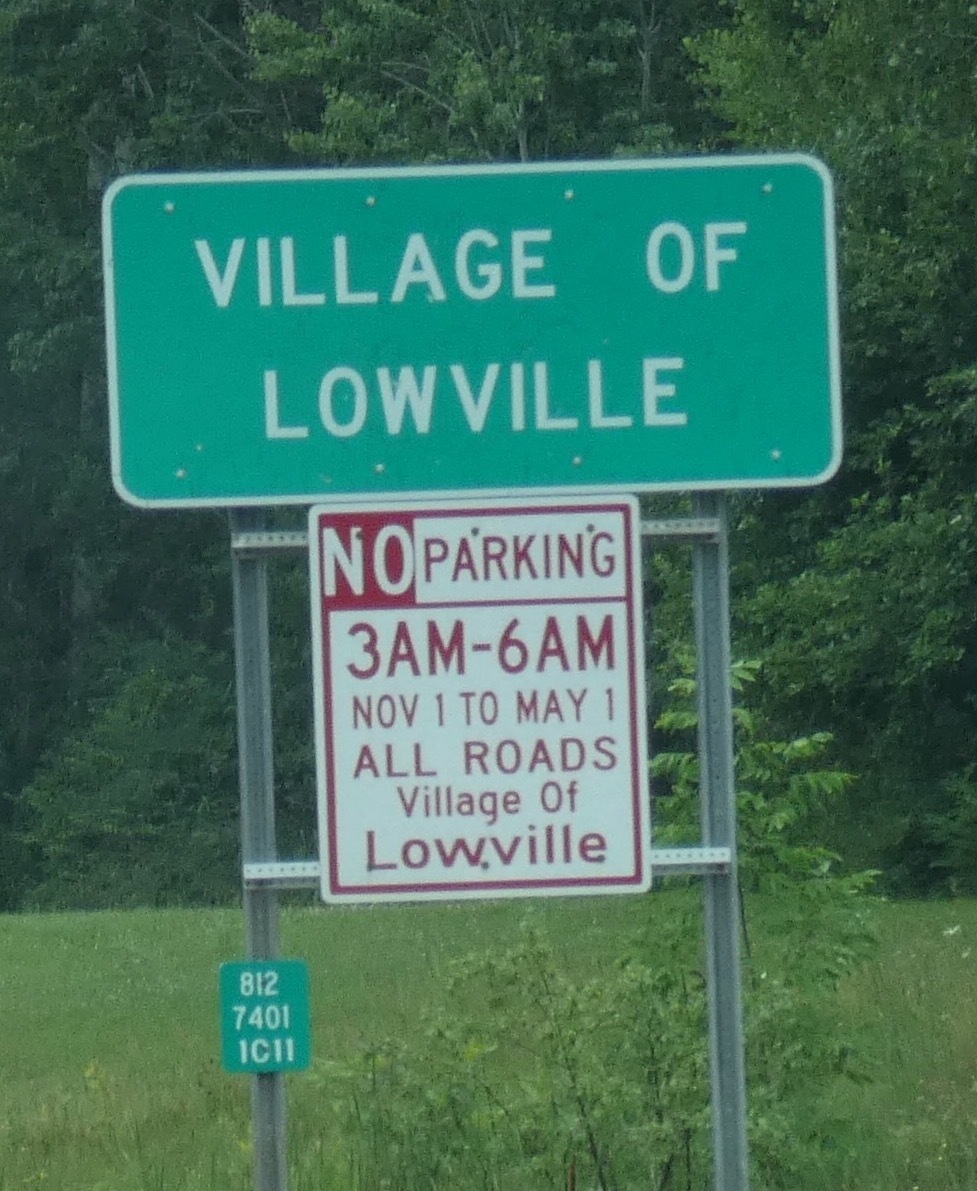 VILLAGE OF
LOWVILLE
NO PARKING
3AM-6AM
NOV 1 TO MAY 1
ALL ROADS
Village Of
Lowville
812
7401
1C11